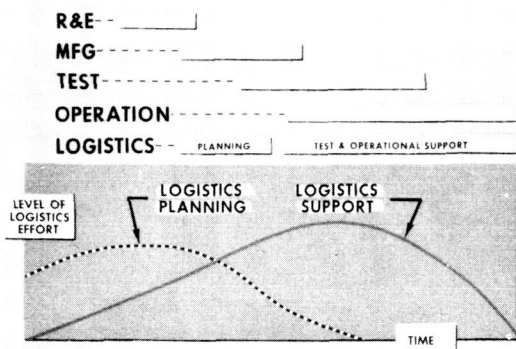 R&E
MFG
TEST
OPERATION
LOGISTICS PLANNING TEST & OPERATIONAL SUPPORT
LEVEL OF
LOGISTICS
EFFORT
LOGISTICS
PLANNING
LOGISTICS
SUPPORT
TIME